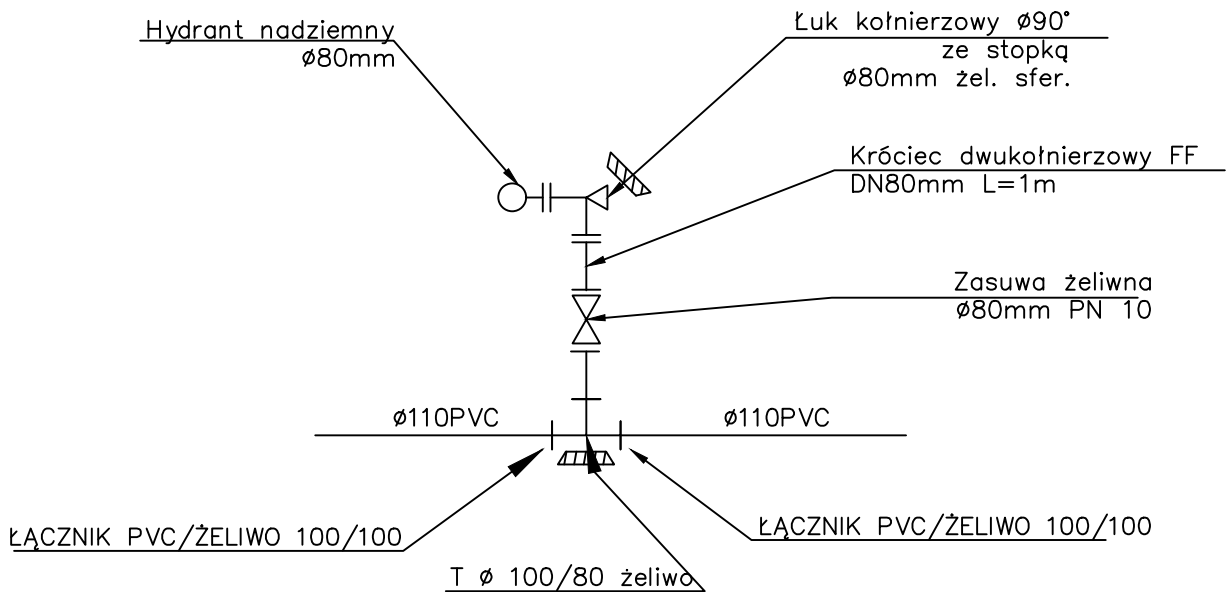 Hydrant nadziemny
ø80mm
Łuk kołnierzowy ø90°
ze stopką
ø80mm żel. sfer.
Króciec dwukołnierzowy FF
DN80mm L=1m
Zasuwa żeliwna
ø80mm PN 10
ø110PVC
ø110PVC
ŁĄCZNIK PVC/ŻELIWO 100/100
ŁĄCZNIK PVC/ŻELIWO 100/100
T ø 100/80 żeliwo